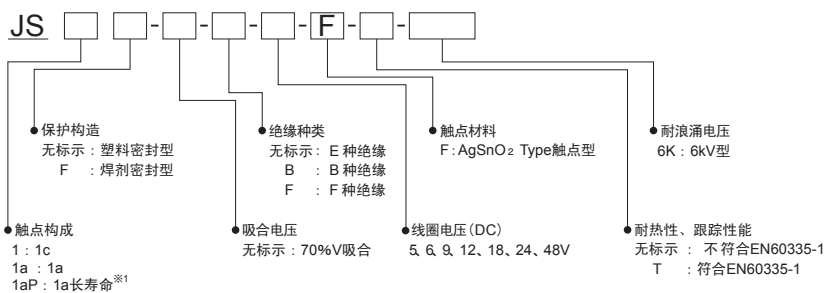 JS □ □-□-□-□-F-□-□
保护构造
无标示：塑料密封型
F ：焊剂密封型
绝缘种类
无标示：E 种绝缘
B ：B 种绝缘
F ：F 种绝缘
触点材料
F：AgSnO₂ Type触点型
耐浪涌电压
6K：6kV型
触点构成
1：1c
1a：1a
1aP：1a长寿命※1
吸合电压
无标示：70%V吸合
线圈电压（DC）
5、6、9、12、18、24、48V
耐热性、跟踪性能
无标示 ： 不符合EN60335-1
T ：符合EN60335-1